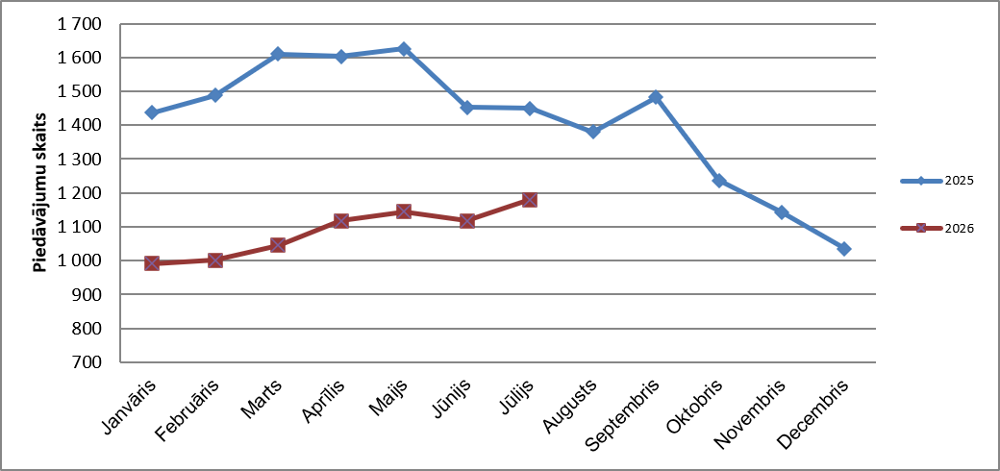 Piedāvājumu skaits
1 700
1 600
1 500
1 400
1 300
1 200
1 100
1 000
900
800
700
Janvāris
Februāris
Marts
Aprīlis
Maijs
Jūnijs
Jūlijs
Augusts
Septembris
Oktobris
Novembris
Decembris
2025
2026